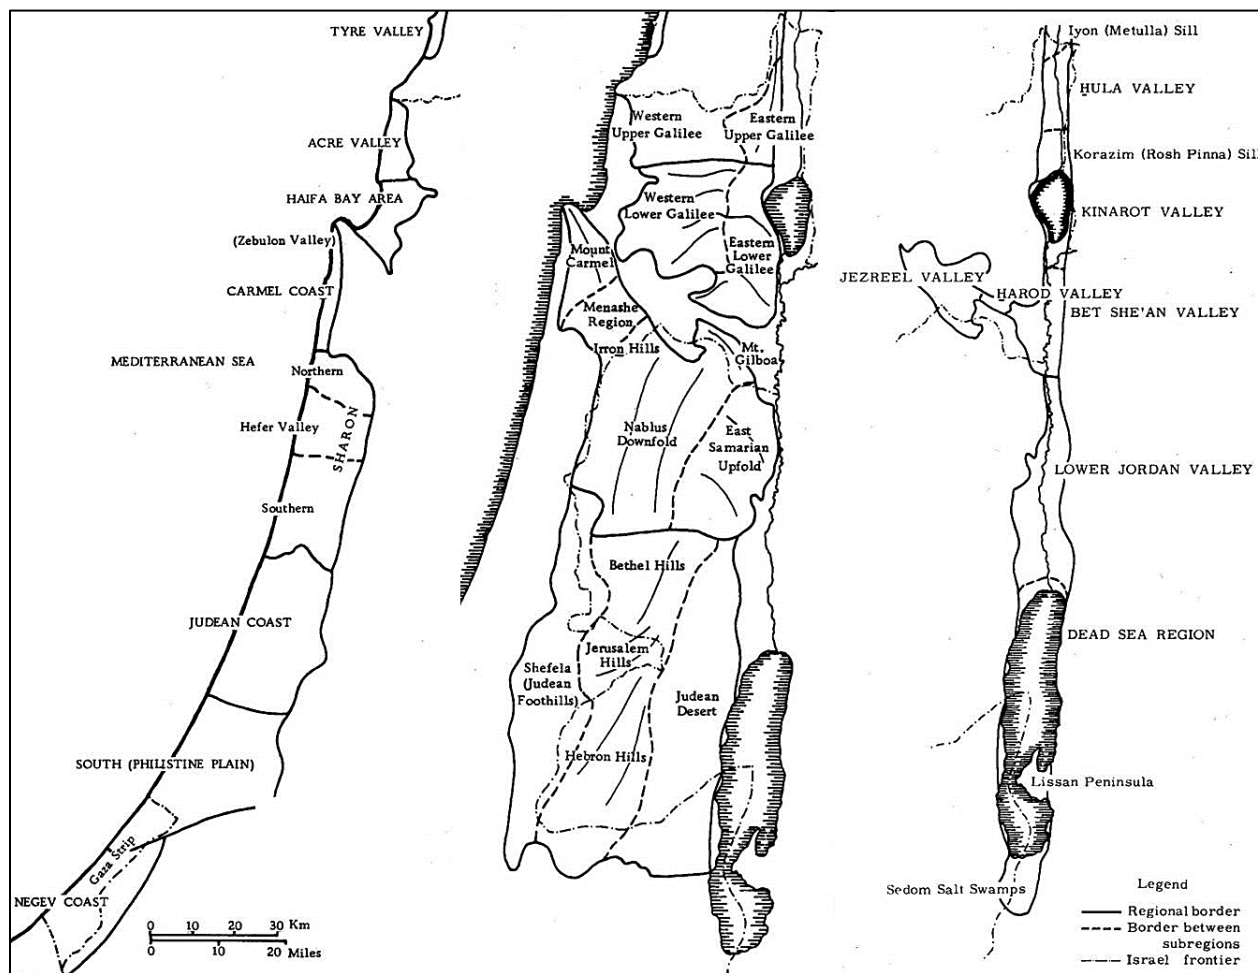 TYRE VALLEY
ACRE VALLEY
HAIFA BAY AREA
(Zebulon Valley)
CARMEL COAST
MEDITERRANEAN SEA
Northern
Hefer Valley
SHARON
Southern
JUDEAN COAST
SOUTH (PHILISTINE PLAIN)
Gaza Strip
NEGEV COAST
0 10 20 30 Km
0 10 20 Miles
Western
Upper Galilee
Eastern
Upper Galilee
Western
Lower Galilee
Eastern
Lower
Galilee
Mount
Carmel
Menashe
Region
Irron Hills
Mt.
Gilboa
Nablus
Downfold
East
Samarian
Upfold
Bethel Hills
Jerusalem
Hills
Shefela
(Judean
Foothills)
Judean
Desert
Hebron Hills
Iyon (Metulla) Sill
HULA VALLEY
Korazim (Rosh Pinna) Sill
KINAROT VALLEY
JEZREEL VALLEY
HAROD VALLEY
BET SHE'AN VALLEY
LOWER JORDAN VALLEY
DEAD SEA REGION
Lissan Peninsula
Sedom Salt Swamps
Legend
Regional border
Border between
subregions
Israel frontier